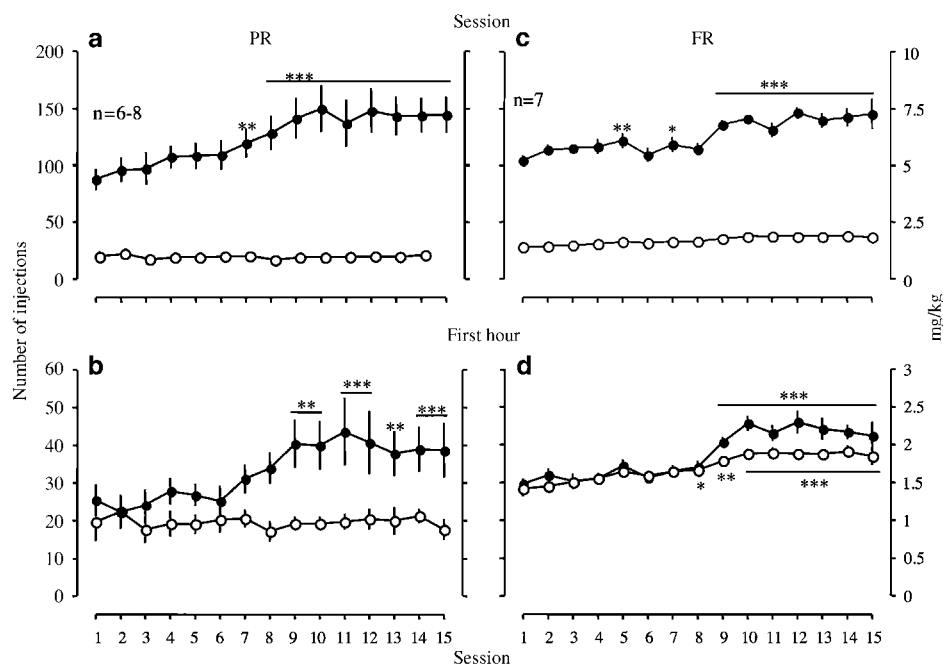 Session
a
PR
c
FR
200
150
100
50
0
n=6-8
**
***
10
7.5
5
2.5
0
n=7
**
*
***
Number of injections
mg/kg
First hour
b
60
50
40
30
20
10
0
**
***
**
***
d
3
2.5
2
1.5
1
0.5
0
***
*
**
***
1 2 3 4 5 6 7 8 9 10 11 12 13 14 15
1 2 3 4 5 6 7 8 9 10 11 12 13 14 15
Session